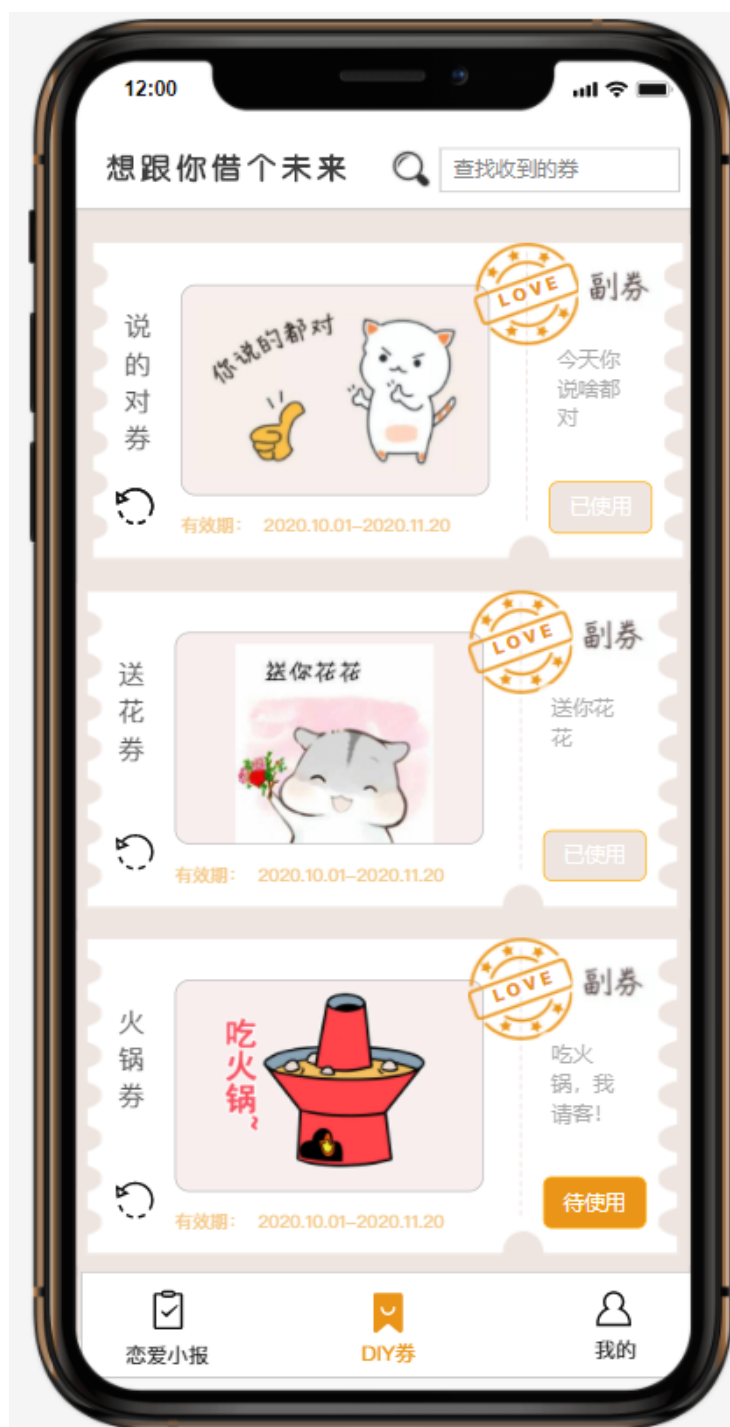 12:00
想跟你借个未来
查找收到的券
说的对券
你说的都对
LOVE
副券
今天你
说啥都
对
已使用
有效期： 2020.10.01-2020.11.20
送花券
送你花花
LOVE
副券
送你花
花
已使用
有效期： 2020.10.01-2020.11.20
火锅券
吃火锅~
LOVE
副券
吃火
锅，我
请客！
待使用
有效期： 2020.10.01-2020.11.20
恋爱小报
DIY券
我的